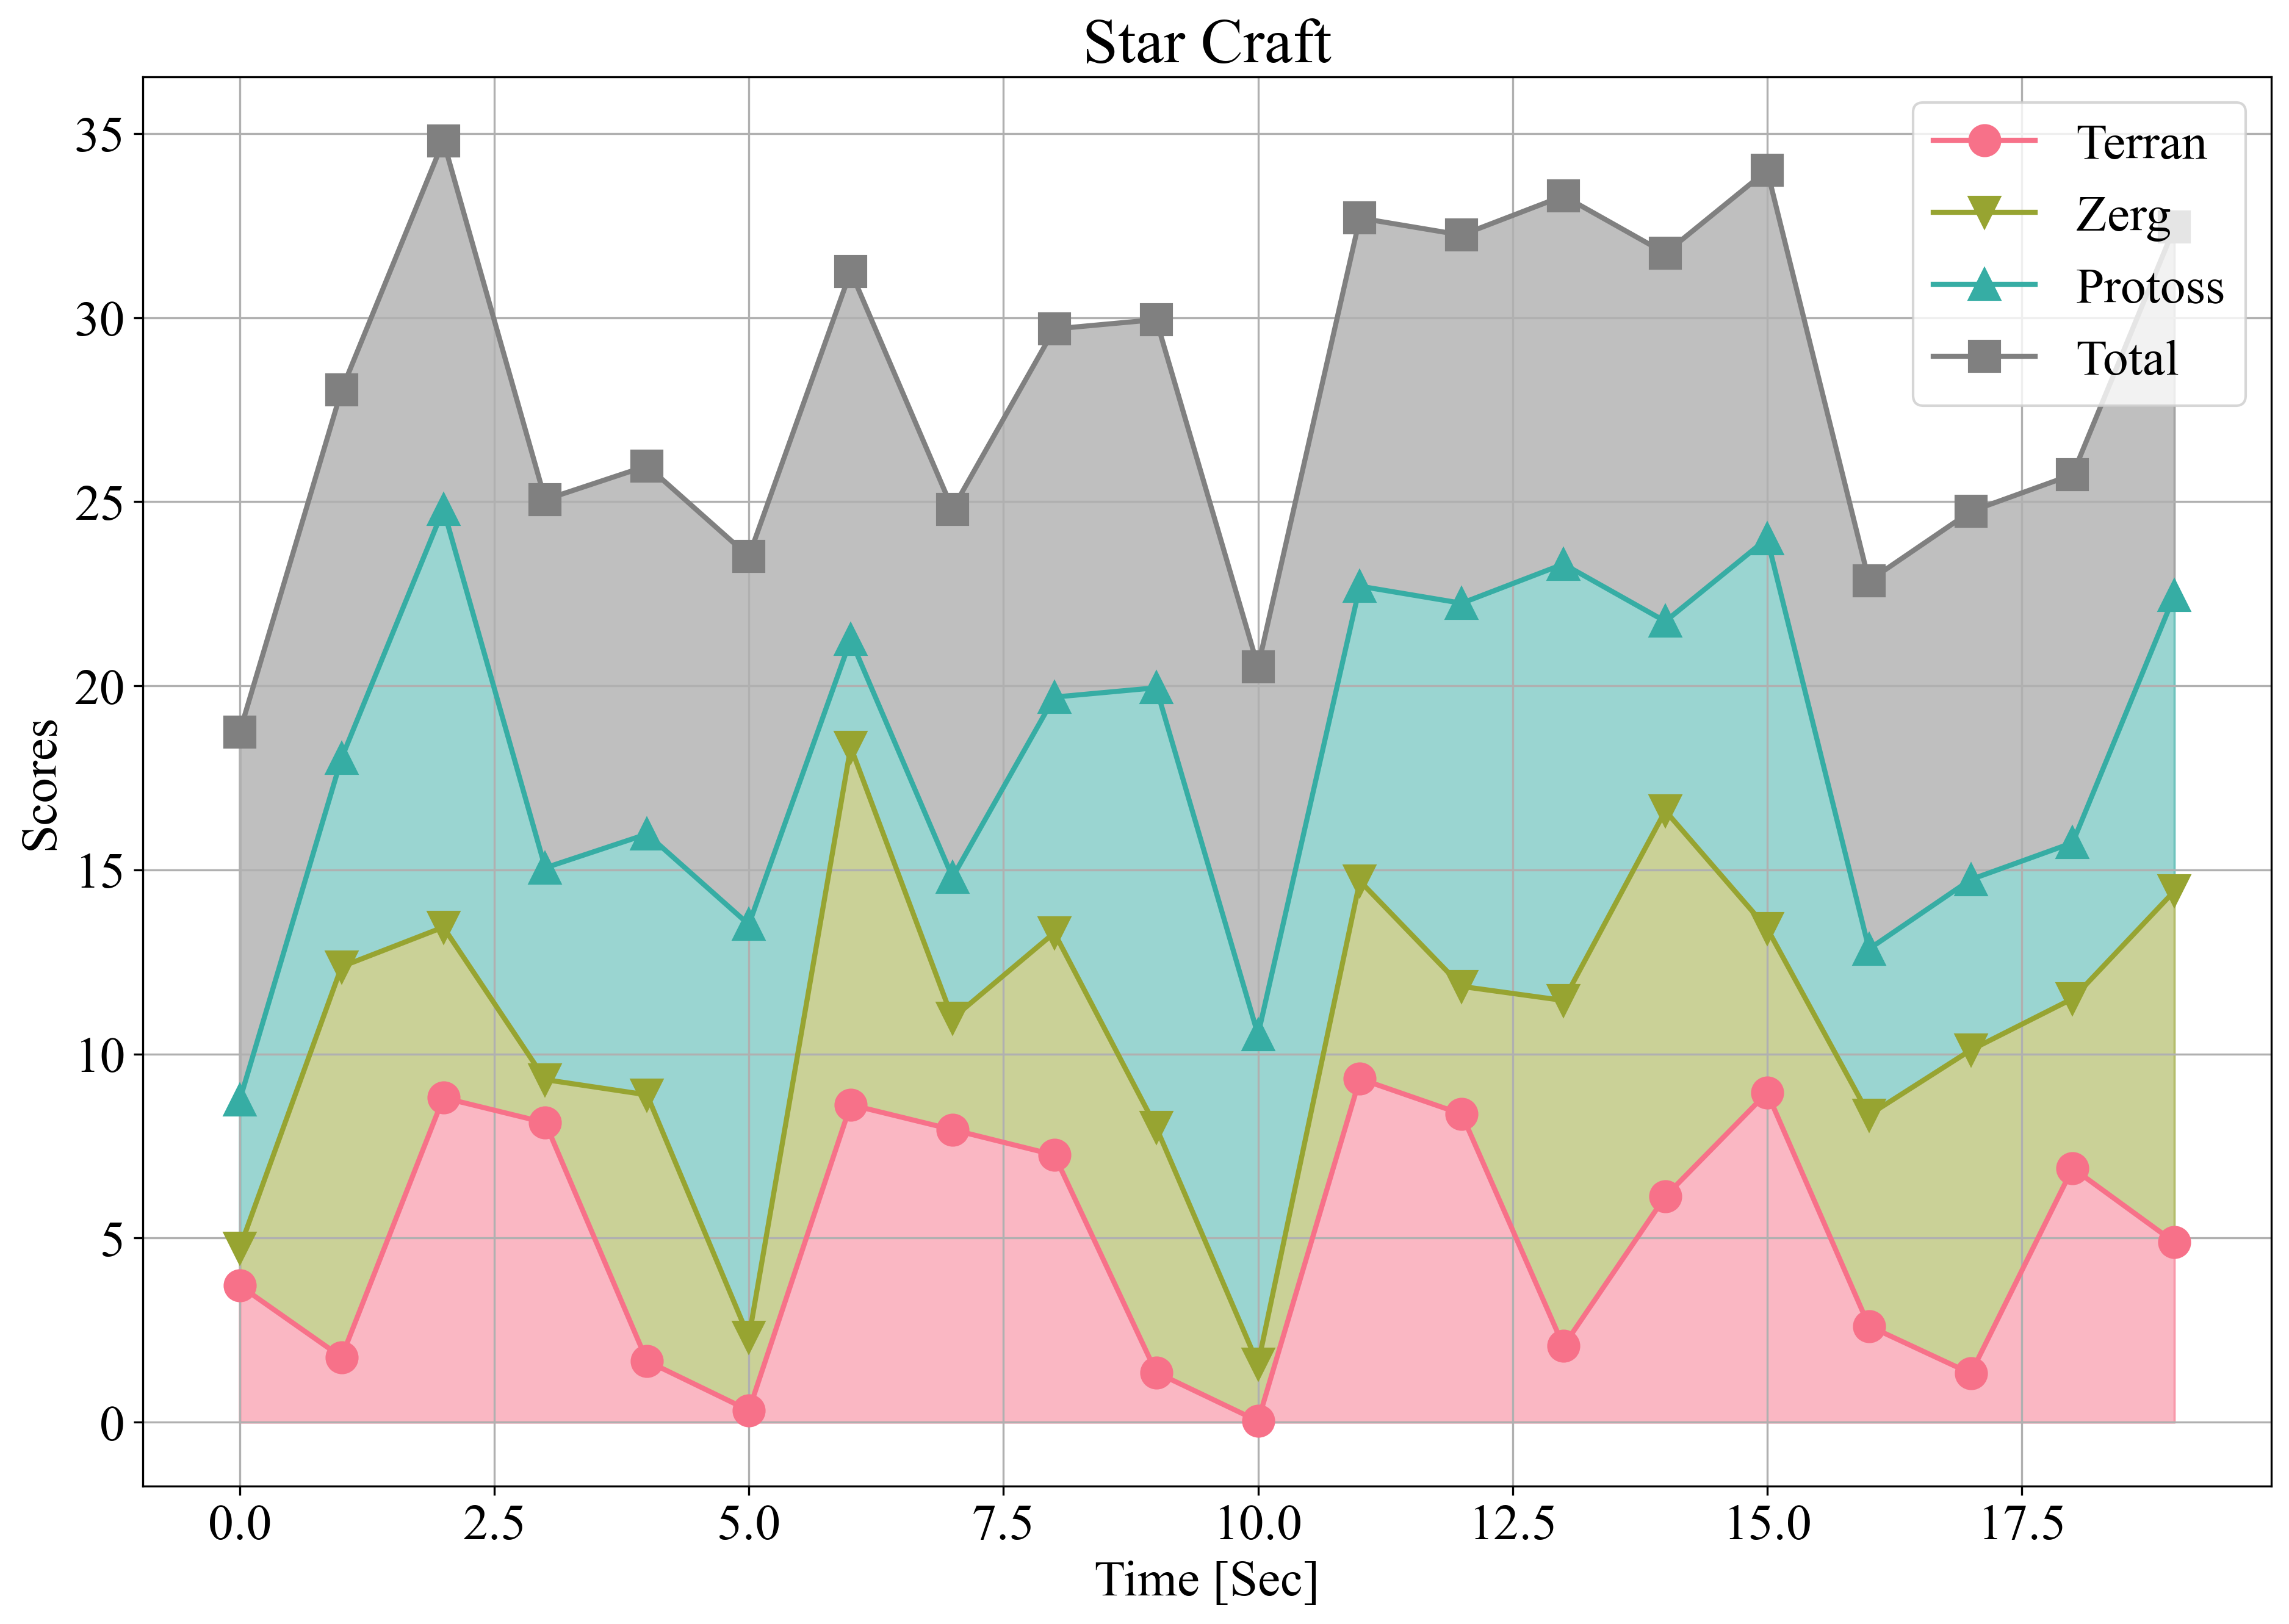 Star Craft
35
30
25
20
15
10
5
0
Scores
Terran
Zerg
Protoss
Total
0.0 2.5 5.0 7.5 10.0 12.5 15.0 17.5
Time [Sec]